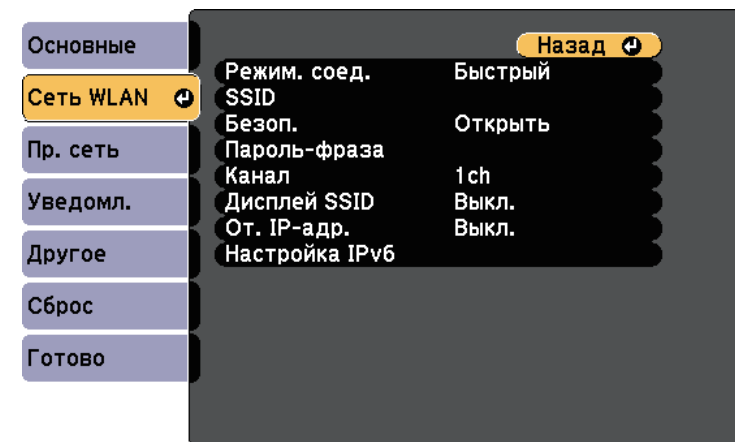 Основные
Сеть WLAN
Пр. сеть
Уведомл.
Другое
Сброс
Готово
Назад
Режим. соед. Быстрый
SSID
Безоп. Открыть
Пароль-фраза
Канал 1ch
Дисплей SSID Выкл.
От. IP-адр. Выкл.
Настройка IPv6